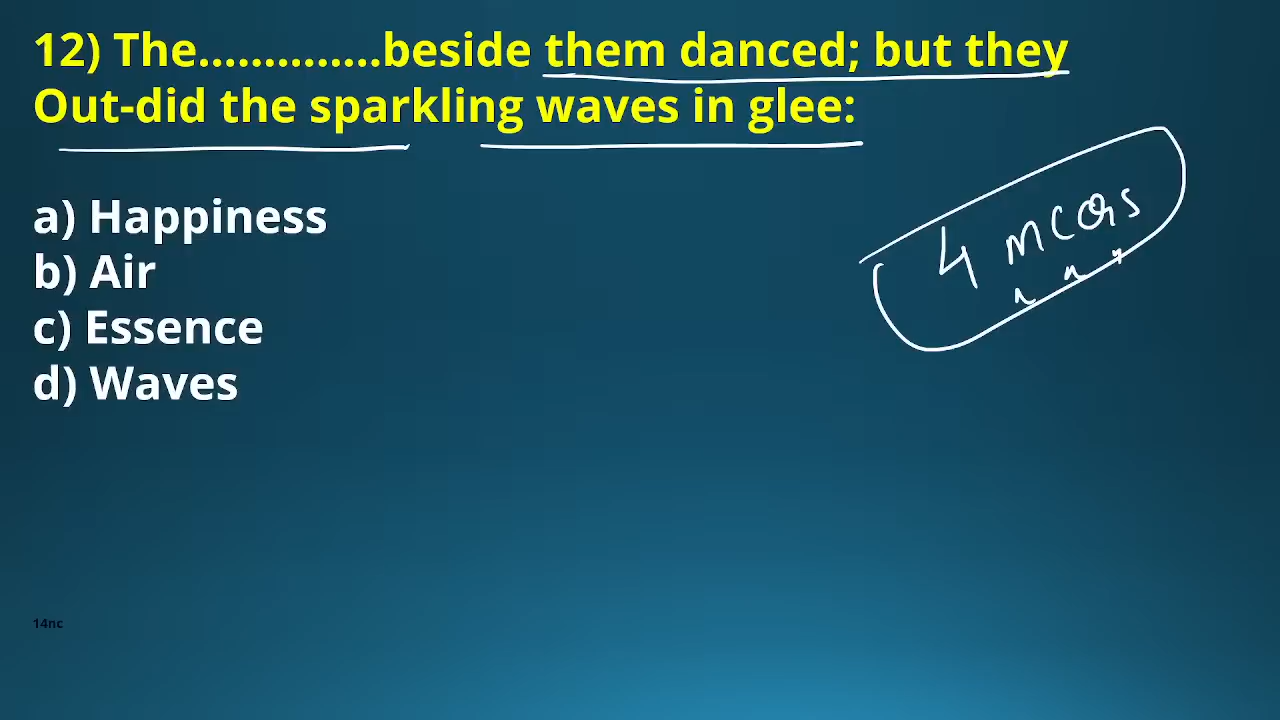 12) The..............beside them danced; but they
Out-did the sparkling waves in glee:
a) Happiness
b) Air
c) Essence
d) Waves
4 MCQs
14nc